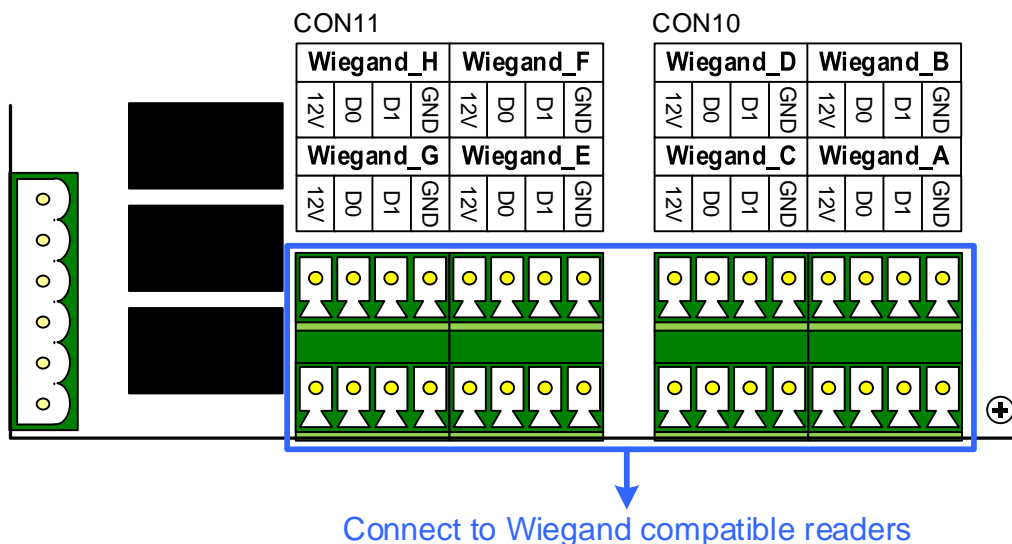 CON11 CON10
Wiegand_H Wiegand_F Wiegand_D Wiegand_B
12V D0 D1 GND 12V D0 D1 GND 12V D0 D1 GND 12V D0 D1 GND
Wiegand_G Wiegand_E Wiegand_C Wiegand_A
12V D0 D1 GND 12V D0 D1 GND 12V D0 D1 GND 12V D0 D1 GND
Connect to Wiegand compatible readers